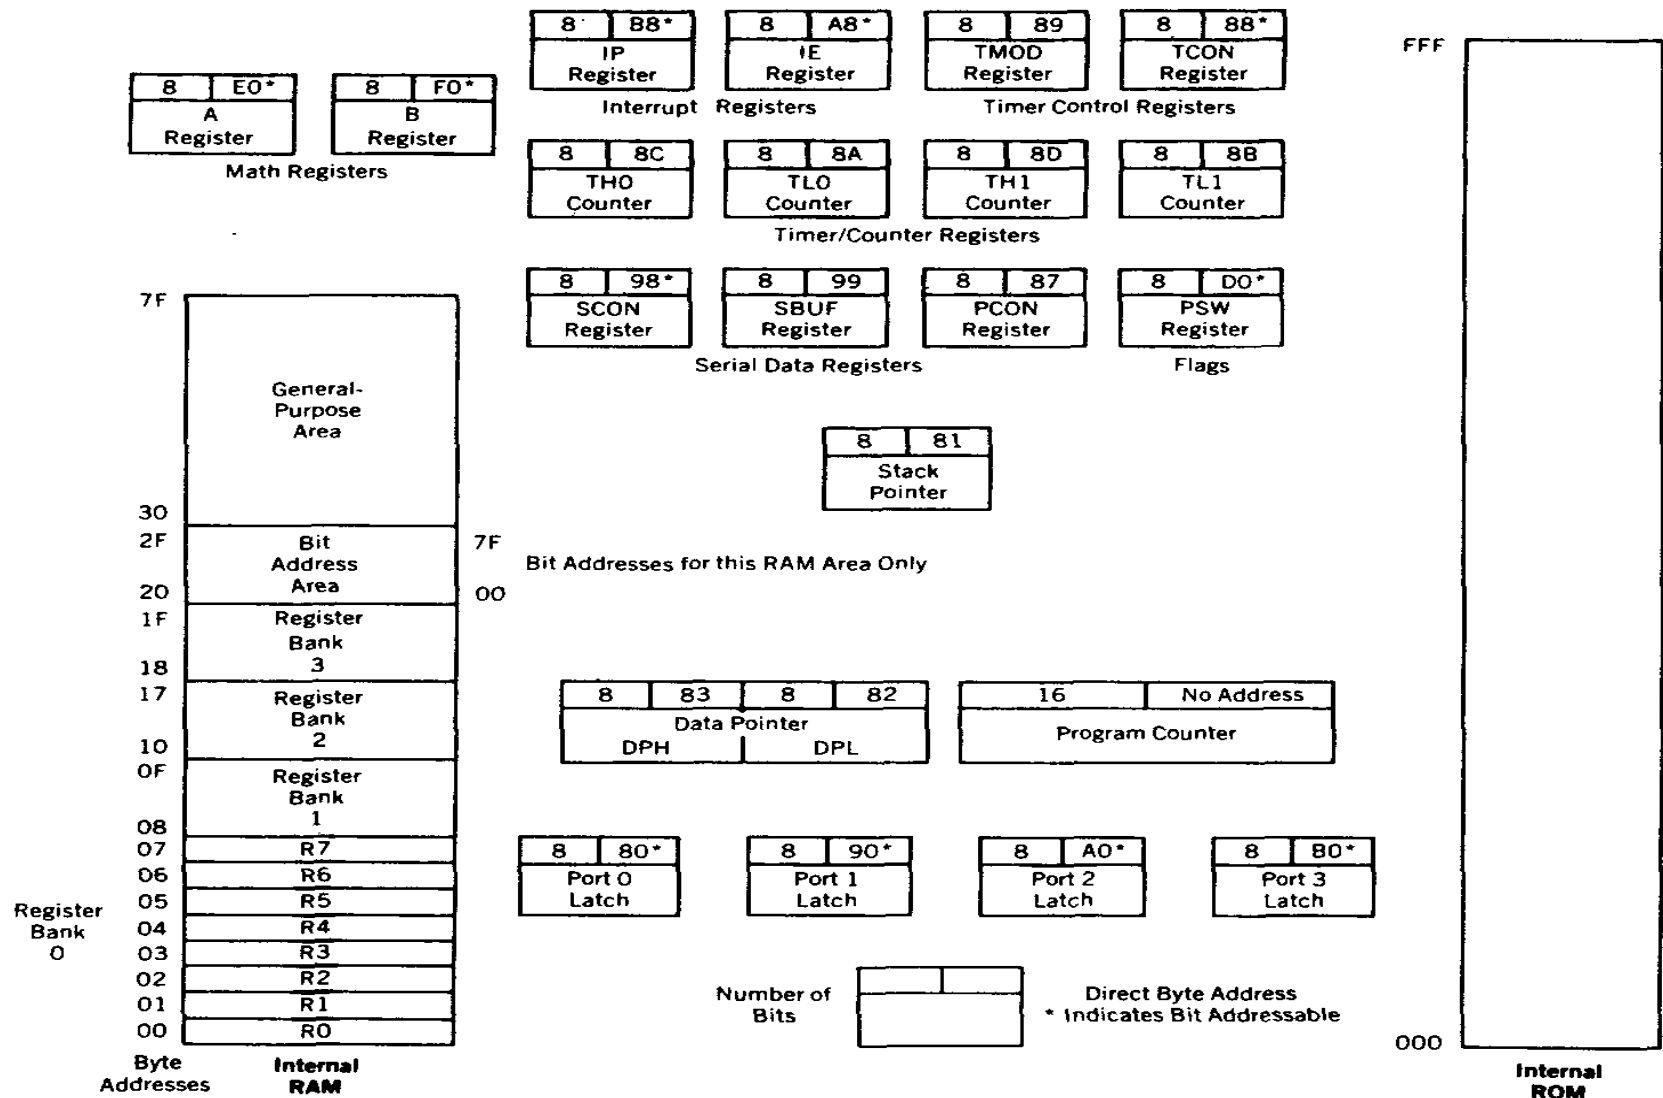 8 B8* 8 A8* 8 89 8 88*
IP IE TMOD TCON
Register Register Register Register
Interrupt Registers Timer Control Registers
8 E0* 8 F0*
A B
Register Register
Math Registers
8 8C 8 8A 8 8D 8 8B
TH0 TL0 TH1 TL1
Counter Counter Counter Counter
Timer/Counter Registers
8 98* 8 99 8 87 8 D0*
SCON SBUF PCON PSW
Register Register Register Register
Serial Data Registers Flags
8 81
Stack
Pointer
7F
General-
Purpose
Area
30
2F Bit 7F
Address
Area
20 00
Bit Addresses for this RAM Area Only
1F Register
Bank
18 3
17 Register
Bank
10 2
0F Register
Bank
08 1
07 R7
06 R6
05 R5
04 R4
03 R3
02 R2
01 R1
00 R0
Register
Bank
0
Byte
Addresses
Internal
RAM
8 83 8 82
Data Pointer
DPH DPL
16 No Address
Program Counter
8 80* 8 90* 8 A0* 8 B0*
Port 0 Port 1 Port 2 Port 3
Latch Latch Latch Latch
Number of
Bits
Direct Byte Address
* Indicates Bit Addressable
FFF
000
Internal
ROM